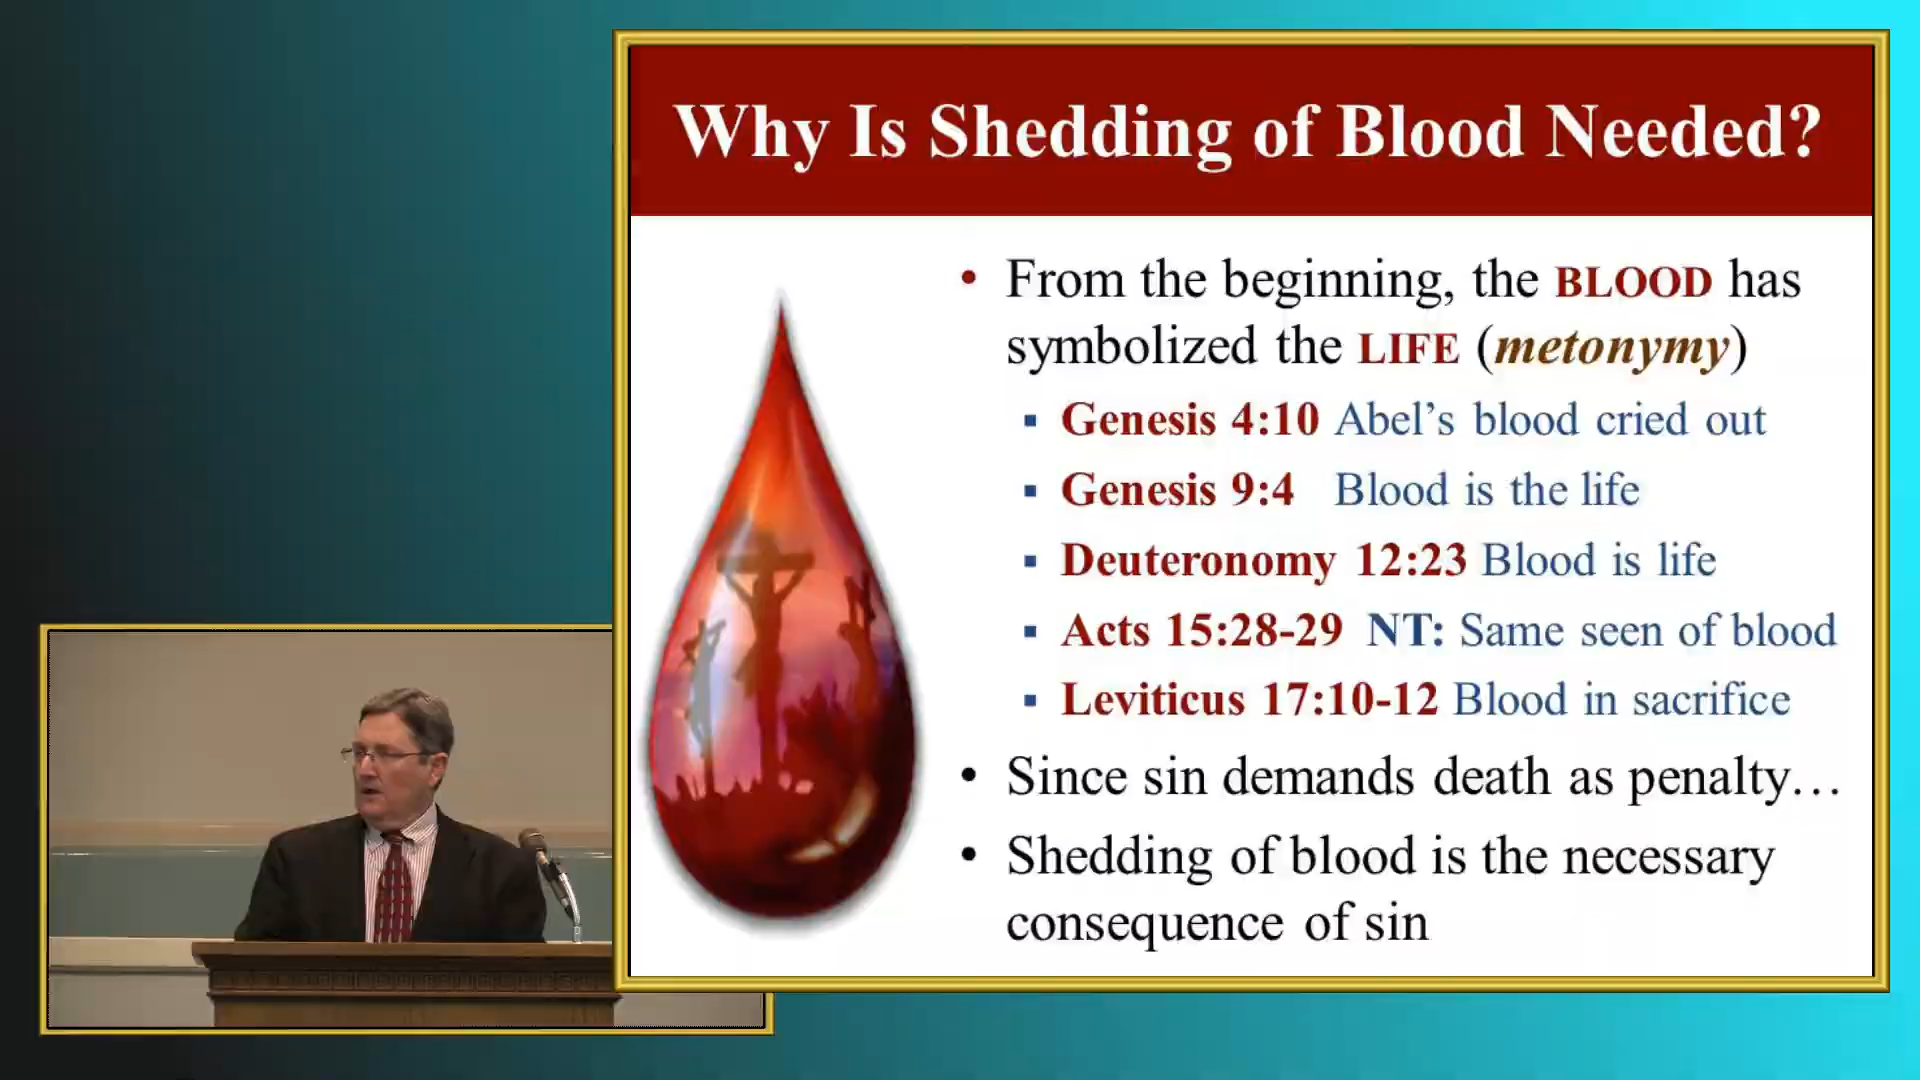 Why Is Shedding of Blood Needed?
• From the beginning, the BLOOD has
symbolized the LIFE (metonymy)
▪ Genesis 4:10 Abel’s blood cried out
▪ Genesis 9:4 Blood is the life
▪ Deuteronomy 12:23 Blood is life
▪ Acts 15:28-29 NT: Same seen of blood
▪ Leviticus 17:10-12 Blood in sacrifice
• Since sin demands death as penalty…
• Shedding of blood is the necessary
consequence of sin